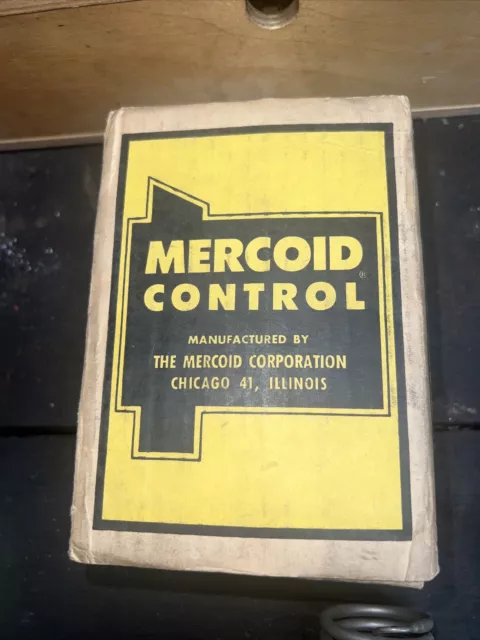 MERCOID®
CONTROL
MANUFACTURED BY
THE MERCOID CORPORATION
CHICAGO 41, ILLINOIS